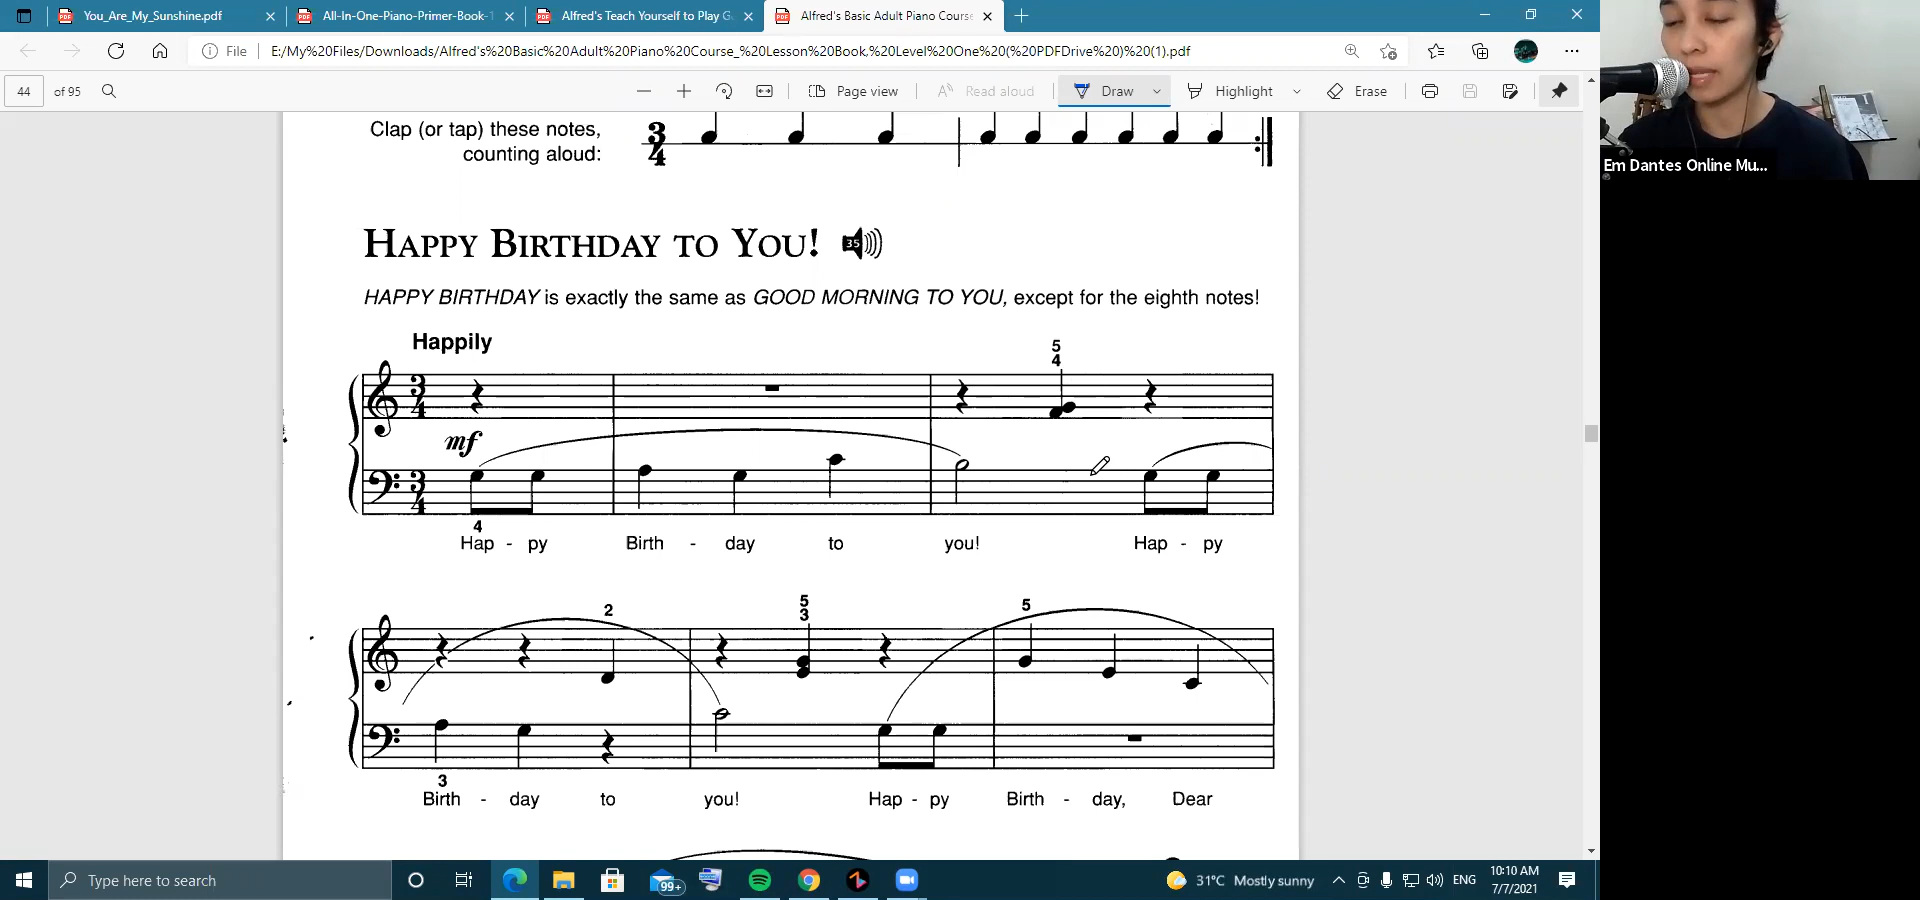 You_Are_My_Sunshine.pdf
All-In-One-Piano-Primer-Book-1
Alfred's Teach Yourself to Play G
Alfred's Basic Adult Piano Course
File
E:/My%20Files/Downloads/Alfred's%20Basic%20Adult%20Piano%20Course_%20Lesson%20Book,%20Level%20One%20(%20PDFDrive%20)%20(1).pdf
44 of 95
Page view
Read aloud
Draw
Highlight
Erase
Em Dantes Online Mu...
Clap (or tap) these notes,
counting aloud:
3
4
HAPPY BIRTHDAY TO YOU! 35
HAPPY BIRTHDAY is exactly the same as GOOD MORNING TO YOU, except for the eighth notes!
Happily
5
4
3
4
mf
3
4
4
Hap - py Birth - day to you! Hap - py
2
5
3
5
3
Birth - day to you! Hap - py Birth - day, Dear
Type here to search
99+
31°C Mostly sunny
ENG
10:10 AM
7/7/2021